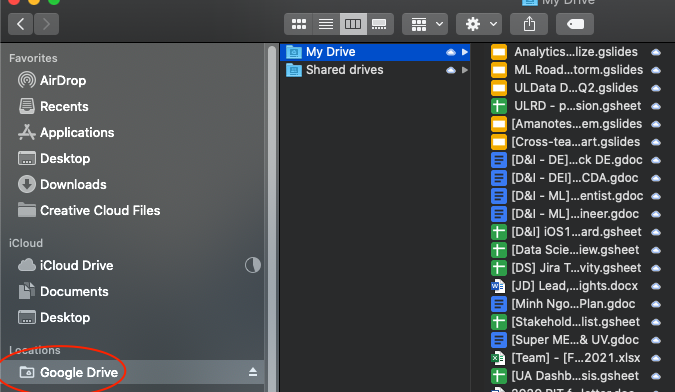 My Drive
Favorites
AirDrop
Recents
Applications
Desktop
Downloads
Creative Cloud Files
iCloud
iCloud Drive
Documents
Desktop
Locations
Google Drive
My Drive
Shared drives
Analytics...lize.gslides
ML Road...torm.gslides
ULData D...Q2.gslides
ULRD - p...sion.gsheet
[Amanotes...em.gslides
[Cross-tea...art.gslides
[D&I - DE]...ck DE.gdoc
[D&I - DEI]...CDA.gdoc
[D&I - ML]...entist.gdoc
[D&I - ML]...ineer.gdoc
[D&I] iOS1...ard.gsheet
[Data Scie...iew.gsheet
[DS] Jira T...vity.gsheet
[JD] Lead,...ights.docx
[Minh Ngo...Plan.gdoc
[Stakehold...list.gsheet
[Super ME...& UV.gdoc
[Team] - [F...2021.xlsx
[UA Dashb...sis.gsheet